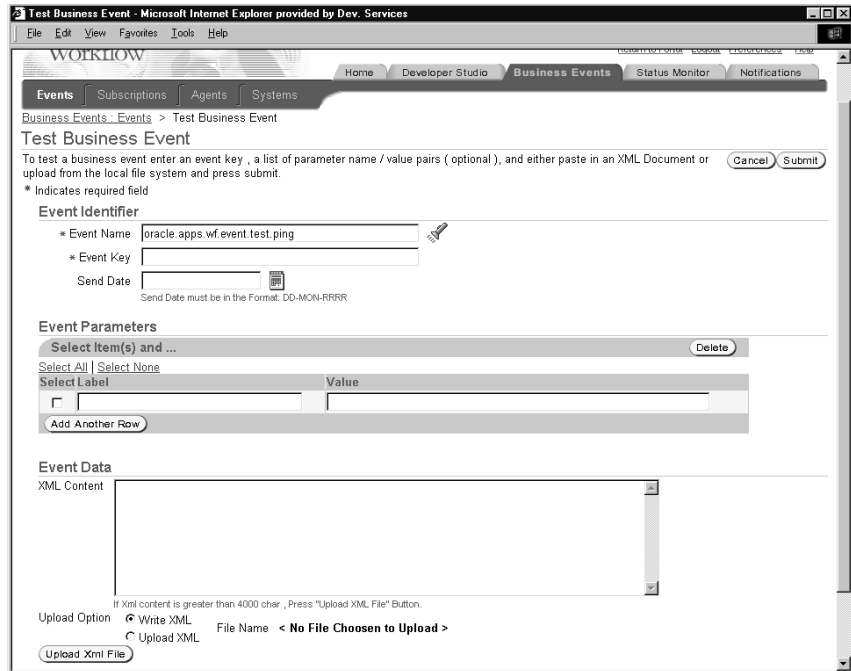 Test Business Event - Microsoft Internet Explorer provided by Dev. Services
File Edit View Favorites Tools Help
Workflow
Return to Portal Logout Preferences Help
Home Developer Studio Business Events Status Monitor Notifications
Events Subscriptions Agents Systems
Business Events : Events > Test Business Event
Test Business Event
To test a business event enter an event key , a list of parameter name / value pairs ( optional ), and either paste in an XML Document or
upload from the local file system and press submit.
Cancel Submit
* Indicates required field
Event Identifier
* Event Name oracle.apps.wf.event.test.ping
* Event Key
Send Date
Send Date must be in the Format: DD-MON-RRRR
Event Parameters
Select Item(s) and ...
Delete
Select All | Select None
Select Label Value
Add Another Row
Event Data
XML Content
If Xml content is greater than 4000 char , Press "Upload XML File" Button.
Upload Option Write XML
Upload XML
File Name < No File Choosen to Upload >
Upload Xml File